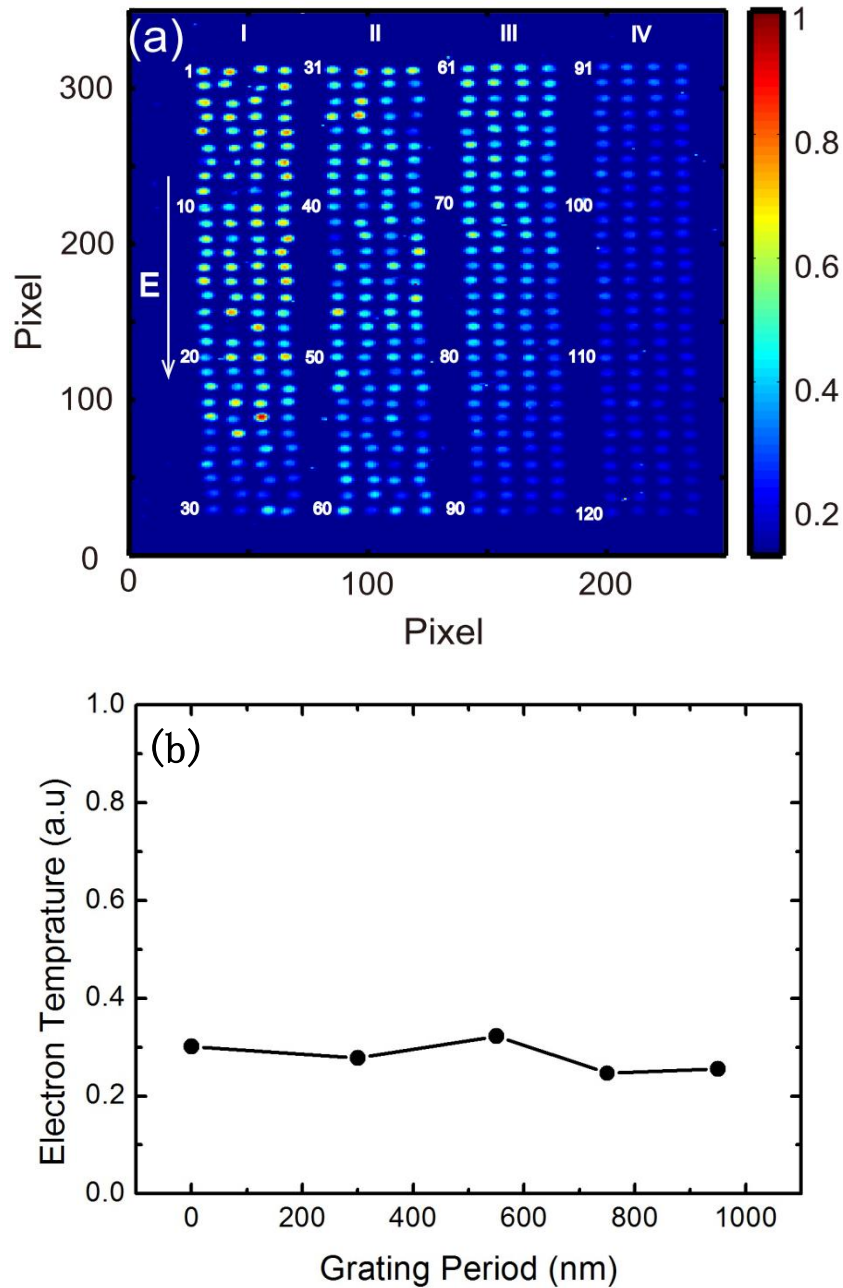 (a)
I II III IV
1 31 61 91
10 40 70 100
E
20 50 80 110
30 60 90 120
300
200
100
0
0 100 200
Pixel
Pixel
1
0.8
0.6
0.4
0.2
(b)
1.0
0.8
0.6
0.4
0.2
0.0
0 200 400 600 800 1000
Electron Temprature (a.u)
Grating Period (nm)